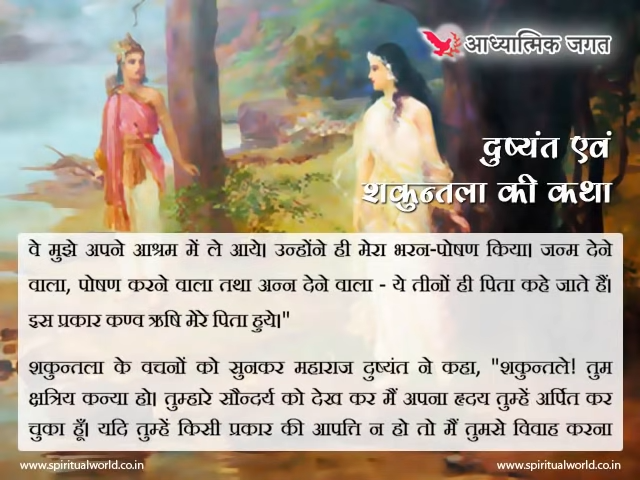 आध्यात्मिक जगत
दुष्यंत एवं
शकुन्तला की कथा
वे मुझे अपने आश्रम में ले आये। उन्होंने ही मेरा भरन-पोषण किया। जन्म देने
वाला, पोषण करने वाला तथा अन्न देने वाला - ये तीनों ही पिता कहे जाते हैं।
इस प्रकार कण्व ऋषि मेरे पिता हुये।"
शकुन्तला के वचनों को सुनकर महाराज दुष्यंत ने कहा, "शकुन्तले! तुम
क्षत्रिय कन्या हो। तुम्हारे सौन्दर्य को देख कर मैं अपना हृदय तुम्हें अर्पित कर
चुका हूँ। यदि तुम्हें किसी प्रकार की आपत्ति न हो तो मैं तुमसे विवाह करना
www.spiritualworld.co.in
www.spiritualworld.co.in